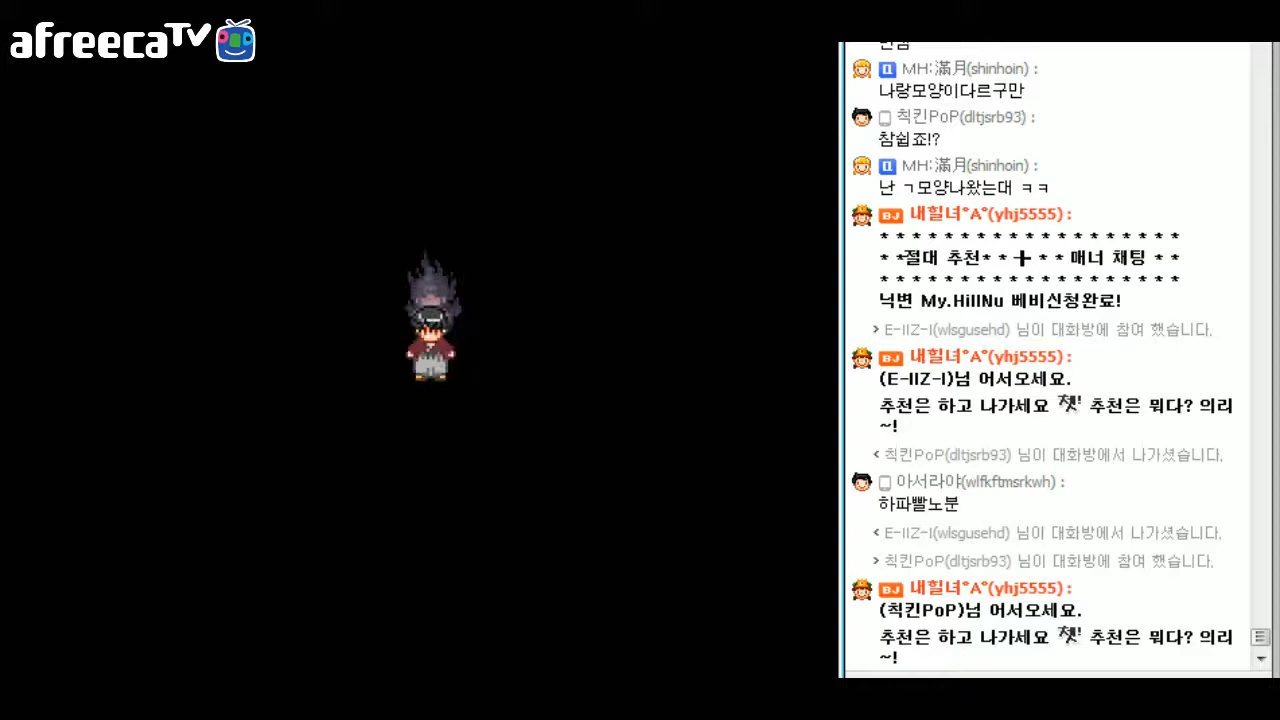 afreecaTV
MH:滿月(shinhoin) :
나랑모양이다르구만
칙킨PoP(dltjsrb93) :
참쉽죠!?
MH:滿月(shinhoin) :
난 ㄱ모양나왔는대 ㅋㅋ
BJ 내힐녀°A°(yhj5555) :
* * * * * * * * * * * * * * * * * * *
* *절대 추천* * ╋ * * 매너 채팅 * *
* * * * * * * * * * * * * * * * * * *
닉변 My.HillNu 베비신청완료!
> E-IIZ-I(wlsgusehd) 님이 대화방에 참여 했습니다.
BJ 내힐녀°A°(yhj5555) :
(E-IIZ-I)님 어서오세요.
추천은 하고 나가세요 쳇! 추천은 뭐다? 의리
~!
< 칙킨PoP(dltjsrb93) 님이 대화방에서 나가셨습니다.
아서라야(wlfkftmsrkwh) :
하파빨노분
< E-IIZ-I(wlsgusehd) 님이 대화방에서 나가셨습니다.
> 칙킨PoP(dltjsrb93) 님이 대화방에 참여 했습니다.
BJ 내힐녀°A°(yhj5555) :
(칙킨PoP)님 어서오세요.
추천은 하고 나가세요 쳇! 추천은 뭐다? 의리
~!